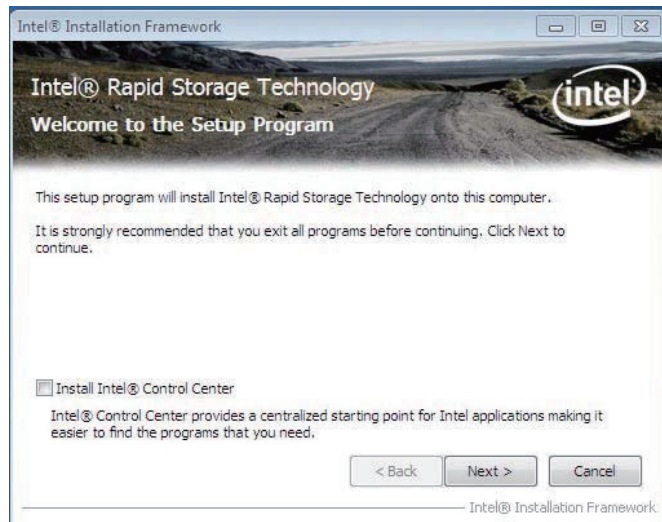 Intel® Installation Framework
Intel® Rapid Storage Technology
Welcome to the Setup Program
intel
This setup program will install Intel® Rapid Storage Technology onto this computer.
It is strongly recommended that you exit all programs before continuing. Click Next to
continue.
Install Intel® Control Center
Intel® Control Center provides a centralized starting point for Intel applications making it
easier to find the programs that you need.
< Back Next > Cancel
Intel® Installation Framework